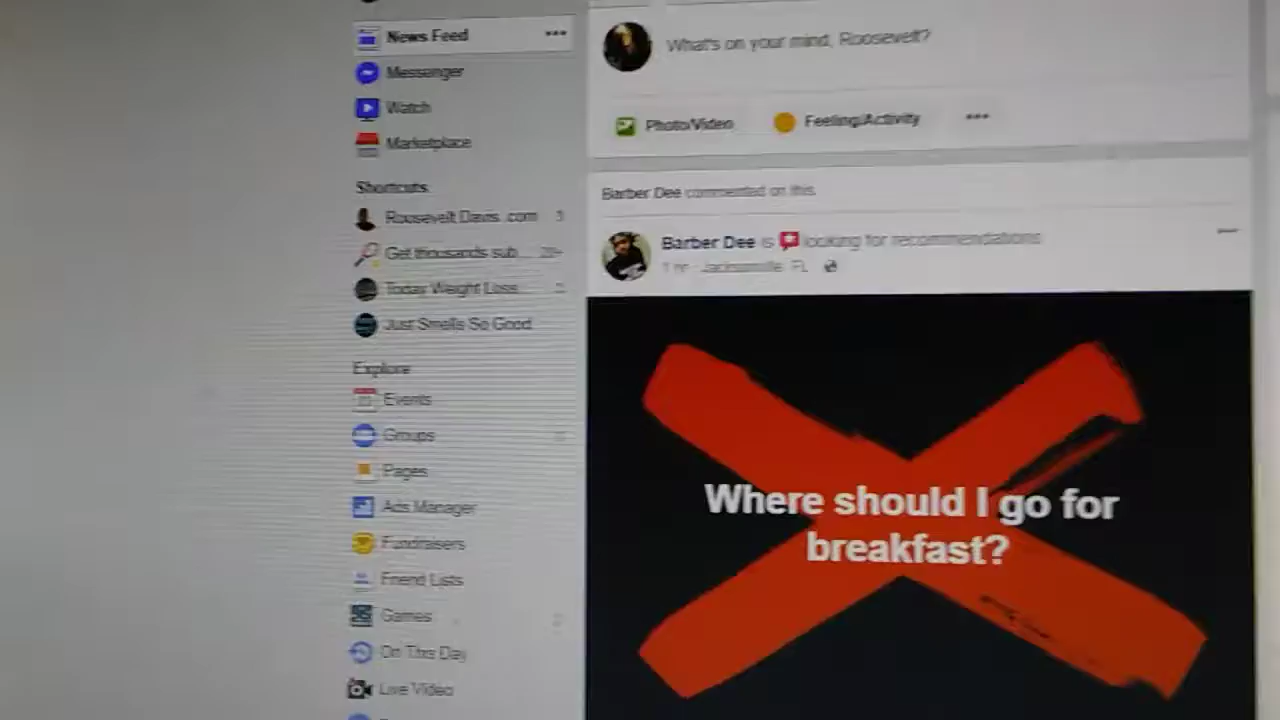 News Feed
Messanger
Watch
Marketplace
Shortcuts
Roosevelt Davis .com 3
Get thousands sub... 20+
Today Weight Loss...
Just Smells So Good
Explore
Events
Groups
Pages
Ads Manager
Fundraisers
Friend Lists
Games
On This Day
Live Video
What's on your mind, Roosevelt?
Photo/Video
Feeling/Activity
Barber Dee commented on this
Barber Dee is looking for recommendations
1 hr · Jacksonville, FL ·
Where should I go for
breakfast?